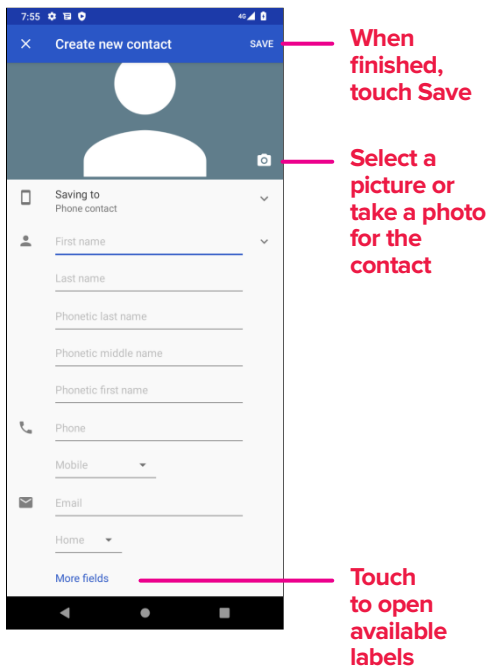 7:55 4G
Create new contact SAVE
When
finished,
touch Save
Select a
picture or
take a photo
for the
contact
Saving to
Phone contact
First name
Last name
Phonetic last name
Phonetic middle name
Phonetic first name
Phone
Mobile
Email
Home
More fields
Touch
to open
available
labels